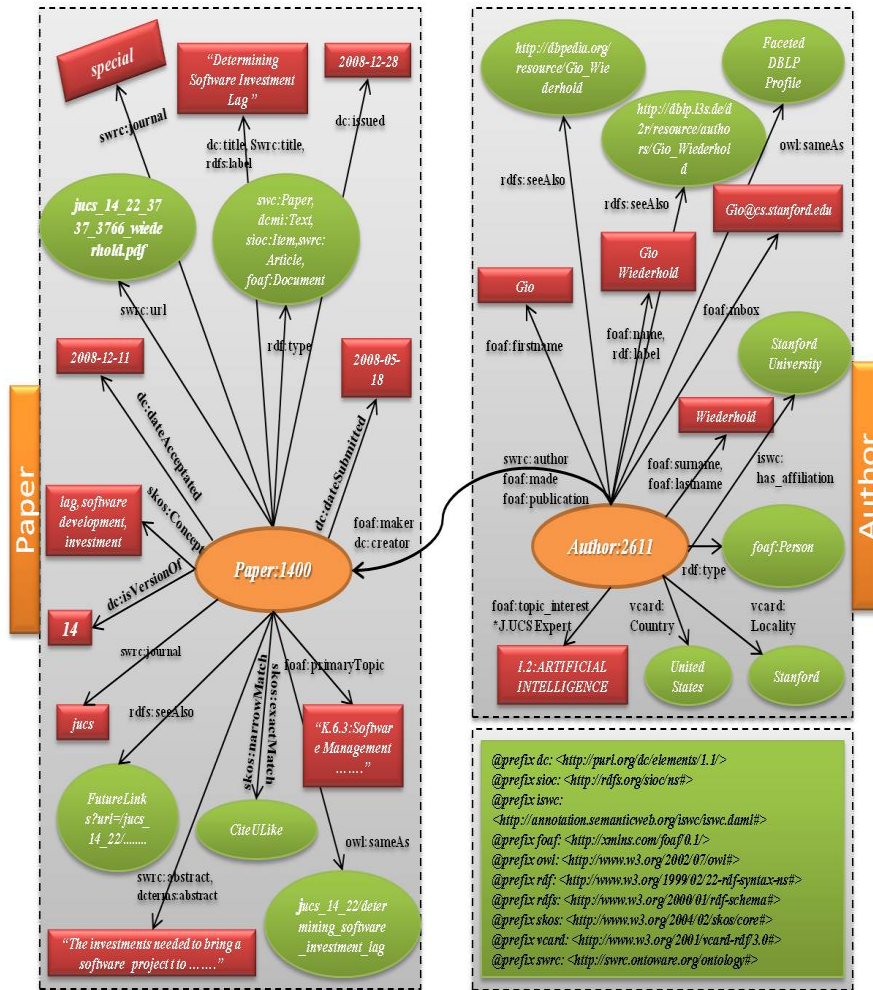 special
"Determining
Software Investment
Lag "
2008-12-28
swrc:journal
dc:title, Swrc:title,
rdfs:label
dc:issued
jucs_14_22_37
37_3766_wiede
rhold.pdf
swc:Paper,
dcmi:Text,
sioc:Item,swrc:
Article,
foaf:Document
swrc:url
rdf:type
2008-12-11
2008-05-
18
dc:dateAcceptated
dc:dateSubmitted
skos:Concept
lag, software
development,
investment
foaf:maker
dc:creator
Paper
Paper:1400
dc:isVersionOf
14
swrc:journal
foaf:primaryTopic
skos:narrowMatch
skos:exactMatch
rdfs:seeAlso
jucs
"K.6.3:Softwar
e Management
......."
FutureLink
s?url=/jucs_
14_22/........
CiteULike
owl:sameAs
swrc:abstract,
dcterms:abstract
jucs_14_22/deter
mining_software
_investment_lag
"The investments needed to bring a
software project to ......."
http://dbpedia.org/
resource/Gio_Wie
derhold
Faceted
DBLP
Profile
http://dblp.l3s.de/d
2r/resource/autho
rs/Gio_Wiederhol
d
owl:sameAs
rdfs:seeAlso
rdfs:seeAlso
Gio@cs.stanford.edu
Gio
Wiederhold
Gio
foaf:mbox
foaf:name,
rdf:label
foaf:firstname
Stanford
University
Wiederhold
swrc:author
foaf:made
foaf:publication
foaf:surname,
foaf:lastname
iswc:
has_affiliation
Author
Author:2611
foaf:Person
rdf:type
foaf:topic_interest
*J.UCS Expert
vcard:
Country
vcard:
Locality
I.2:ARTIFICIAL
INTELLIGENCE
United
States
Stanford
@prefix dc: <http://purl.org/dc/elements/1.1/>
@prefix sioc: <http://rdfs.org/sioc/ns#>
@prefix iswc:
<http://annotation.semanticweb.org/iswc/iswc.daml#>
@prefix foaf: <http://xmlns.com/foaf/0.1/>
@prefix owl: <http://www.w3.org/2002/07/owl#>
@prefix rdf: <http://www.w3.org/1999/02/22-rdf-syntax-ns#>
@prefix rdfs: <http://www.w3.org/2000/01/rdf-schema#>
@prefix skos: <http://www.w3.org/2004/02/skos/core#>
@prefix vcard: <http://www.w3.org/2001/vcard-rdf/3.0#>
@prefix swrc: <http://swrc.ontoware.org/ontology#>